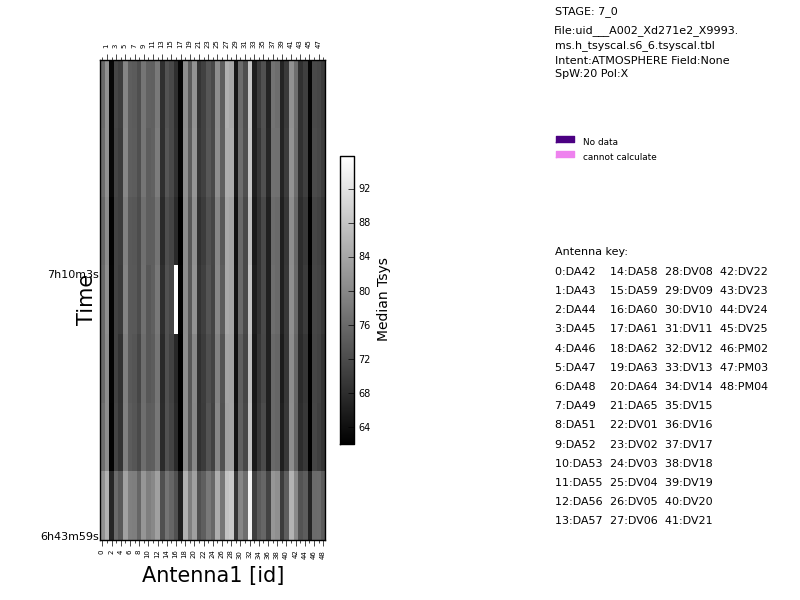 STAGE: 7_0
File:uid___A002_Xd271e2_X9993.
ms.h_tsyscal.s6_6.tsyscal.tbl
Intent:ATMOSPHERE Field:None
SpW:20 Pol:X
1 3 5 7 9 11 13 15 17 19 21 23 25 27 29 31 33 35 37 39 41 43 45 47
No data
cannot calculate
92
88
84
80
76
72
68
64
Median Tsys
7h10m3s
Time
6h43m59s
0 2 4 6 8 10 12 14 16 18 20 22 24 26 28 30 32 34 36 38 40 42 44 46 48
Antenna1 [id]
Antenna key:
0:DA42 14:DA58 28:DV08 42:DV22
1:DA43 15:DA59 29:DV09 43:DV23
2:DA44 16:DA60 30:DV10 44:DV24
3:DA45 17:DA61 31:DV11 45:DV25
4:DA46 18:DA62 32:DV12 46:PM02
5:DA47 19:DA63 33:DV13 47:PM03
6:DA48 20:DA64 34:DV14 48:PM04
7:DA49 21:DA65 35:DV15
8:DA51 22:DV01 36:DV16
9:DA52 23:DV02 37:DV17
10:DA53 24:DV03 38:DV18
11:DA55 25:DV04 39:DV19
12:DA56 26:DV05 40:DV20
13:DA57 27:DV06 41:DV21